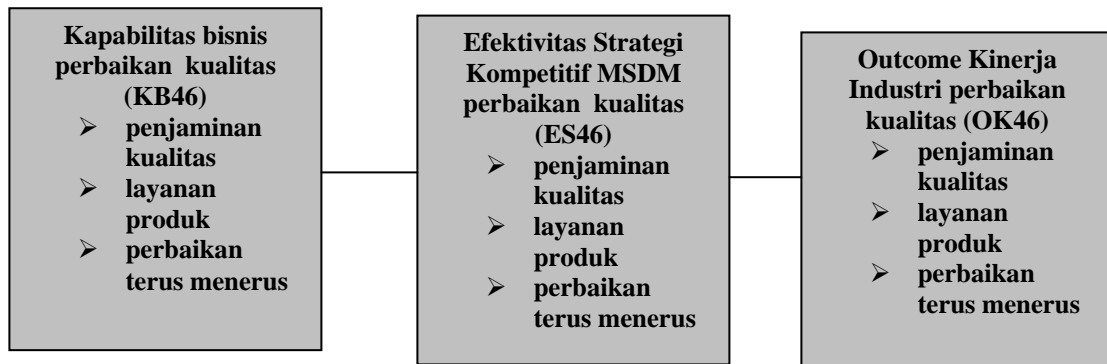 Kapabilitas bisnis
perbaikan kualitas
(KB46)
➢ penjaminan
kualitas
➢ layanan
produk
➢ perbaikan
terus menerus
Efektivitas Strategi
Kompetitif MSDM
perbaikan kualitas
(ES46)
➢ penjaminan
kualitas
➢ layanan
produk
➢ perbaikan
terus menerus
Outcome Kinerja
Industri perbaikan
kualitas (OK46)
➢ penjaminan
kualitas
➢ layanan
produk
➢ perbaikan
terus menerus